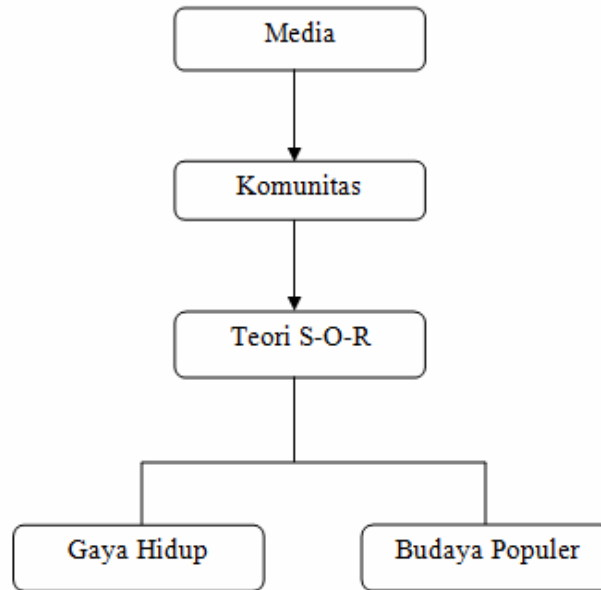 Media
Komunitas
Teori S-O-R
Gaya Hidup
Budaya Populer